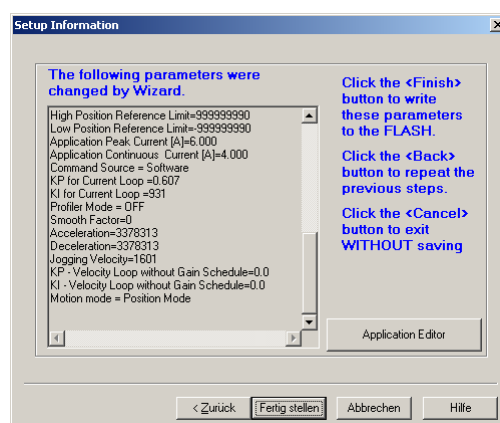 Setup Information
The following parameters were
changed by Wizard.
High Position Reference Limit=999999990
Low Position Reference Limit=-999999990
Application Peak Current [A]=6.000
Application Continuous  Current [A]=4.000
Command Source = Software
KP for Current Loop =0.607
KI for Current Loop =931
Profiler Mode = OFF
Smooth Factor=0
Acceleration=3378313
Deceleration=3378313
Jogging Velocity=1601
KP - Velocity Loop without Gain Schedule=0.0
KI - Velocity Loop without Gain Schedule=0.0
Motion mode = Position Mode
Click the <Finish>
button to write
these parameters
to the FLASH.
Click the <Back>
button to repeat the
previous steps.
Click the <Cancel>
button to exit
WITHOUT saving
Application Editor
< Zurück
Fertig stellen
Abbrechen
Hilfe